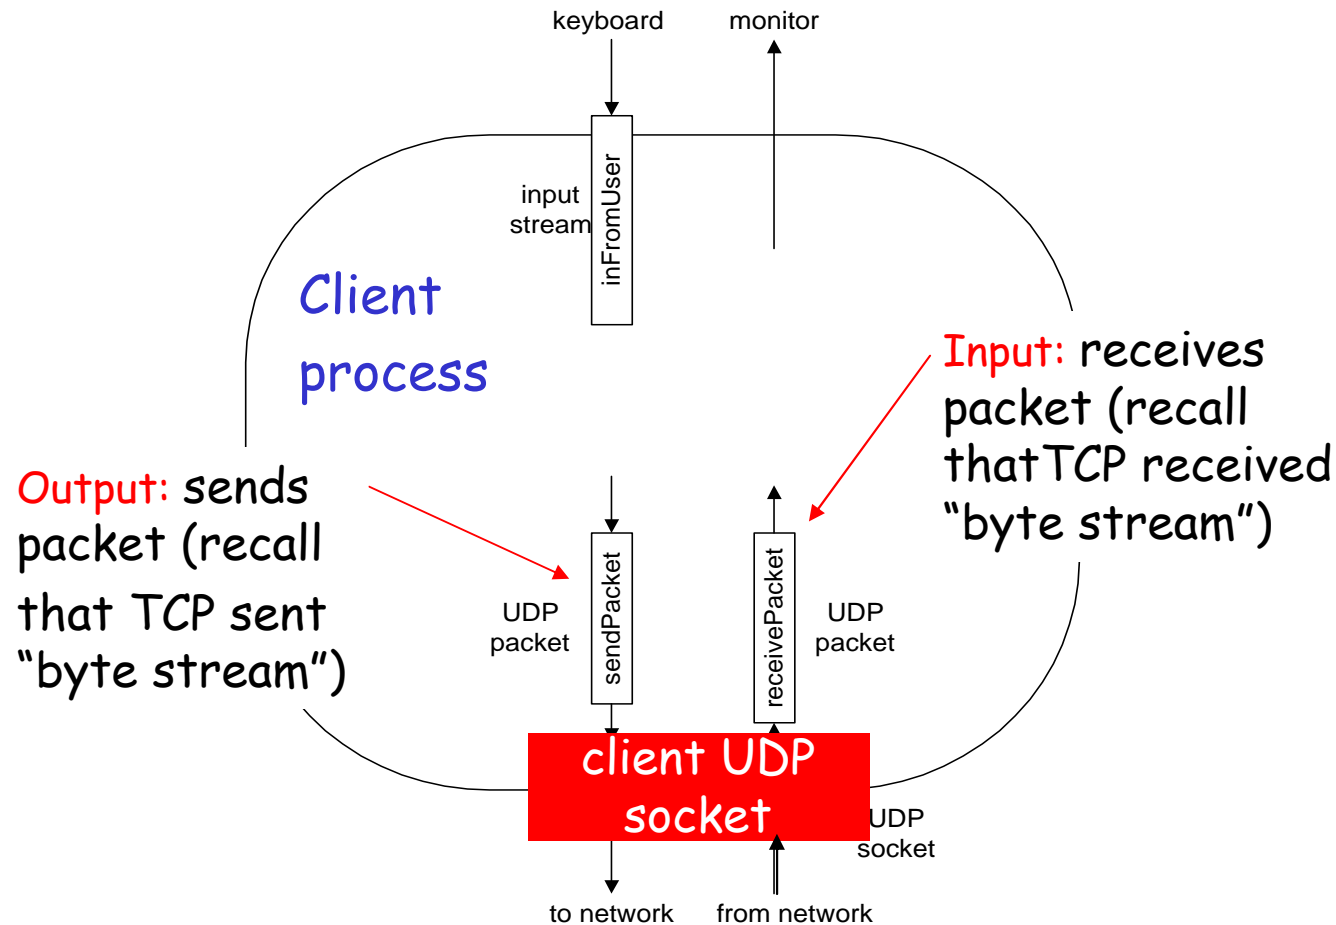 keyboard
monitor
input
stream
inFromUser
Client
process
Input: receives
packet (recall
thatTCP received
“byte stream”)
Output: sends
packet (recall
that TCP sent
“byte stream”)
UDP
packet
sendPacket
receivePacket
UDP
packet
client UDP
socket
UDP
socket
to network
from network